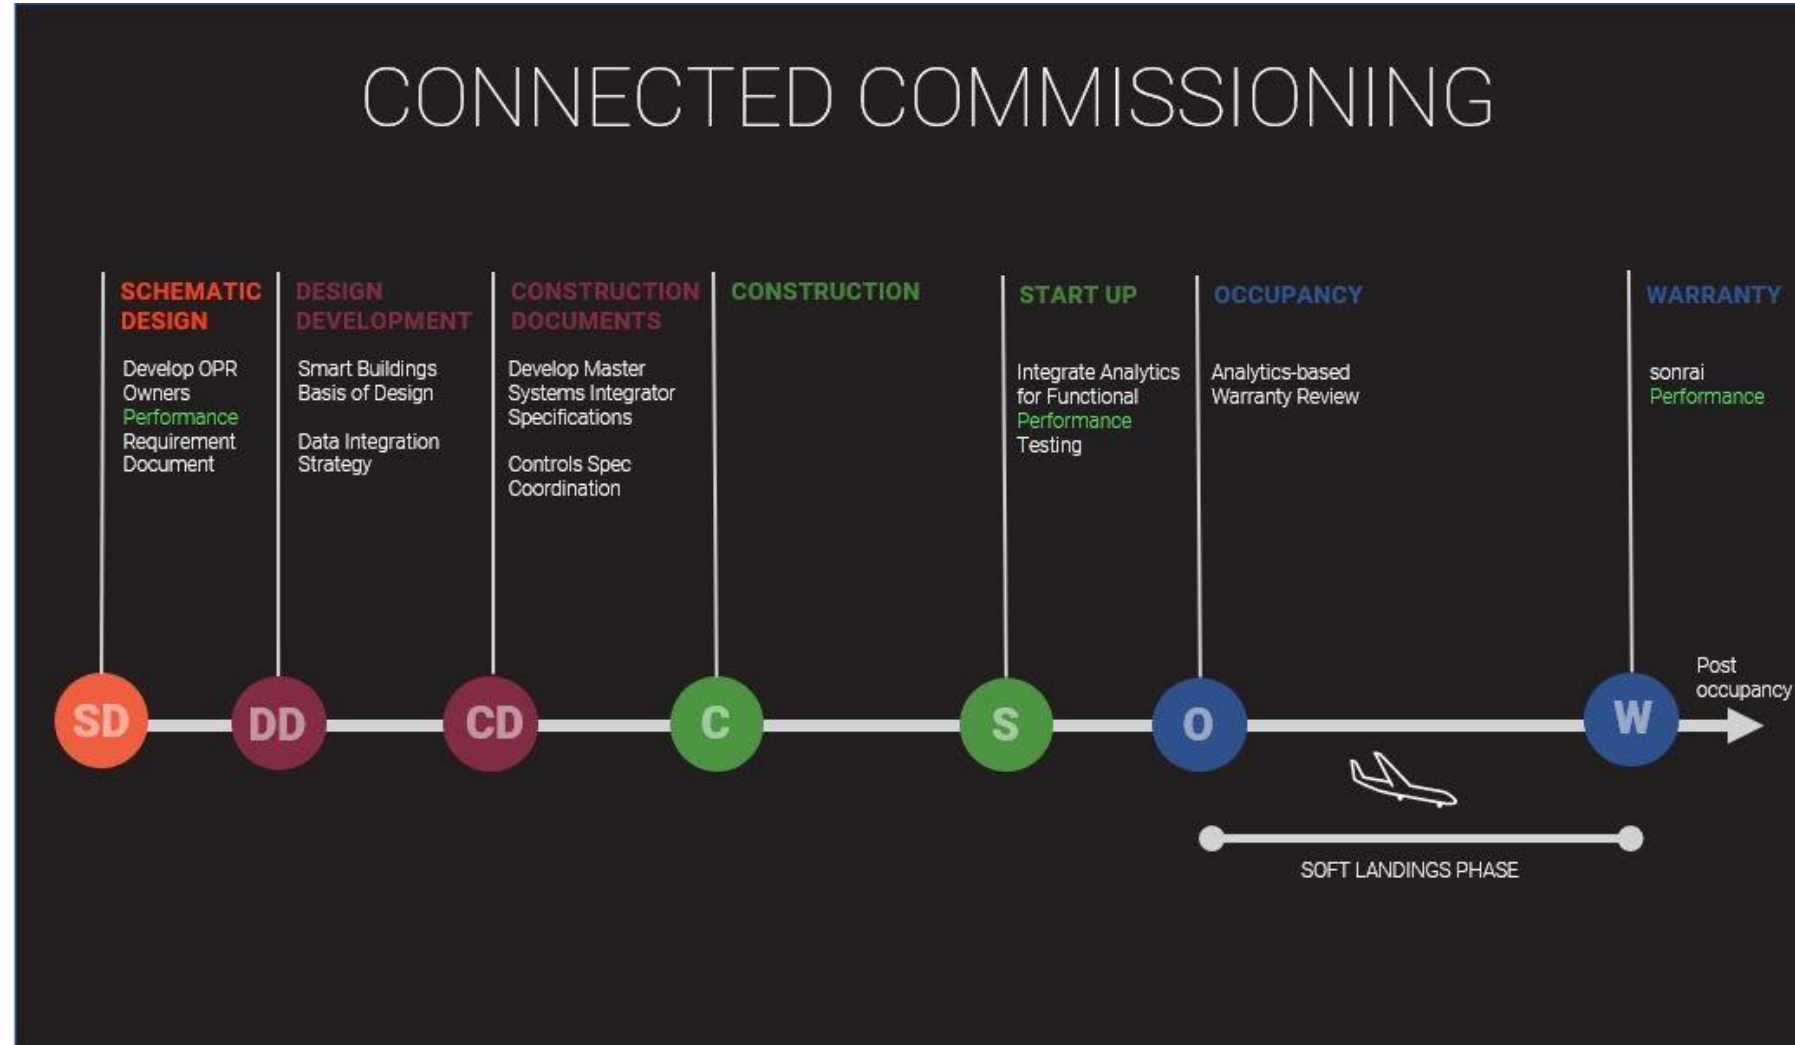 CONNECTED COMMISSIONING
SCHEMATIC
DESIGN
Develop OPR
Owners
Performance
Requirement
Document
DESIGN
DEVELOPMENT
Smart Buildings
Basis of Design
Data Integration
Strategy
CONSTRUCTION
DOCUMENTS
Develop Master
Systems Integrator
Specifications
Controls Spec
Coordination
CONSTRUCTION
START UP
Integrate Analytics
for Functional
Performance
Testing
OCCUPANCY
Analytics-based
Warranty Review
WARRANTY
sonrai
Performance
SD
DD
CD
C
S
O
W
Post
occupancy
SOFT LANDINGS PHASE